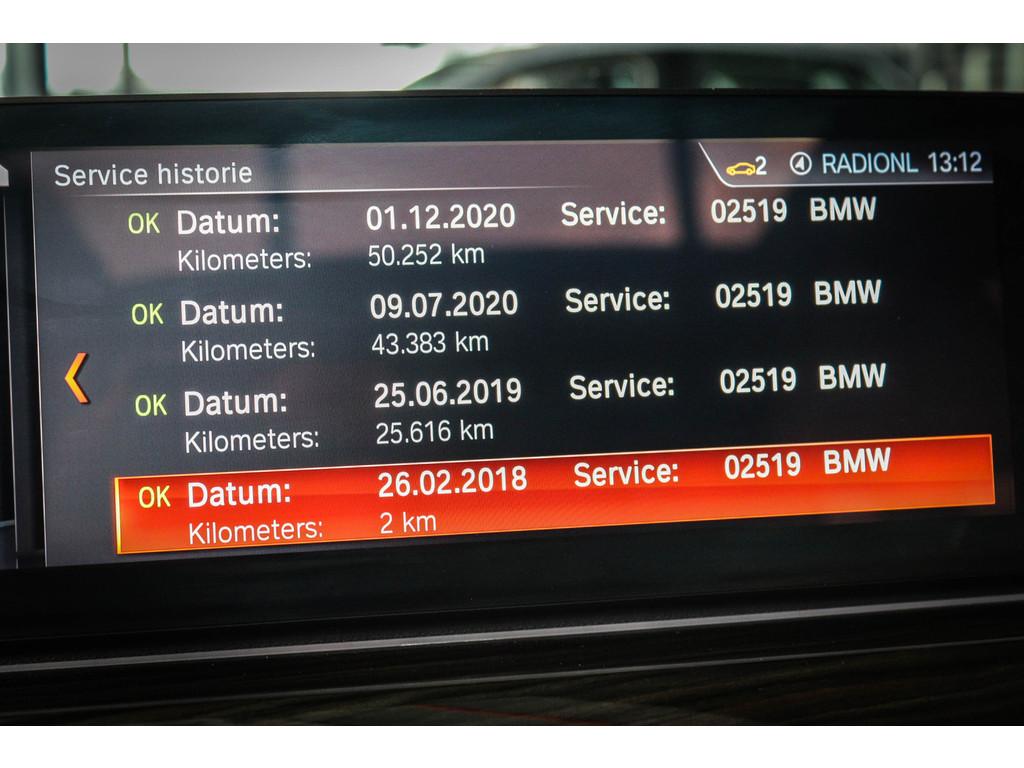 Service historie 2 RADIONL 13:12
OK Datum: 01.12.2020 Service: 02519 BMW
Kilometers: 50.252 km
OK Datum: 09.07.2020 Service: 02519 BMW
Kilometers: 43.383 km
OK Datum: 25.06.2019 Service: 02519 BMW
Kilometers: 25.616 km
OK Datum: 26.02.2018 Service: 02519 BMW
Kilometers: 2 km